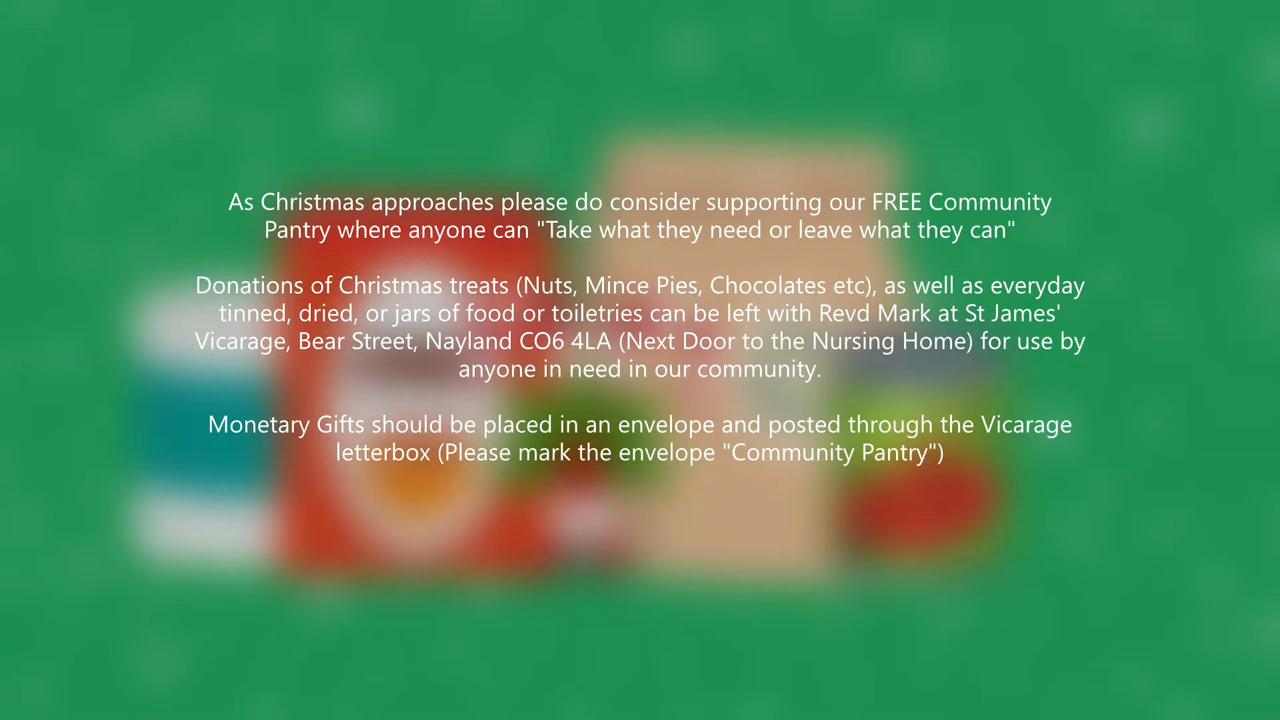 As Christmas approaches please do consider supporting our FREE Community
Pantry where anyone can "Take what they need or leave what they can"
Donations of Christmas treats (Nuts, Mince Pies, Chocolates etc), as well as everyday
tinned, dried, or jars of food or toiletries can be left with Revd Mark at St James'
Vicarage, Bear Street, Nayland CO6 4LA (Next Door to the Nursing Home) for use by
anyone in need in our community.
Monetary Gifts should be placed in an envelope and posted through the Vicarage
letterbox (Please mark the envelope "Community Pantry")